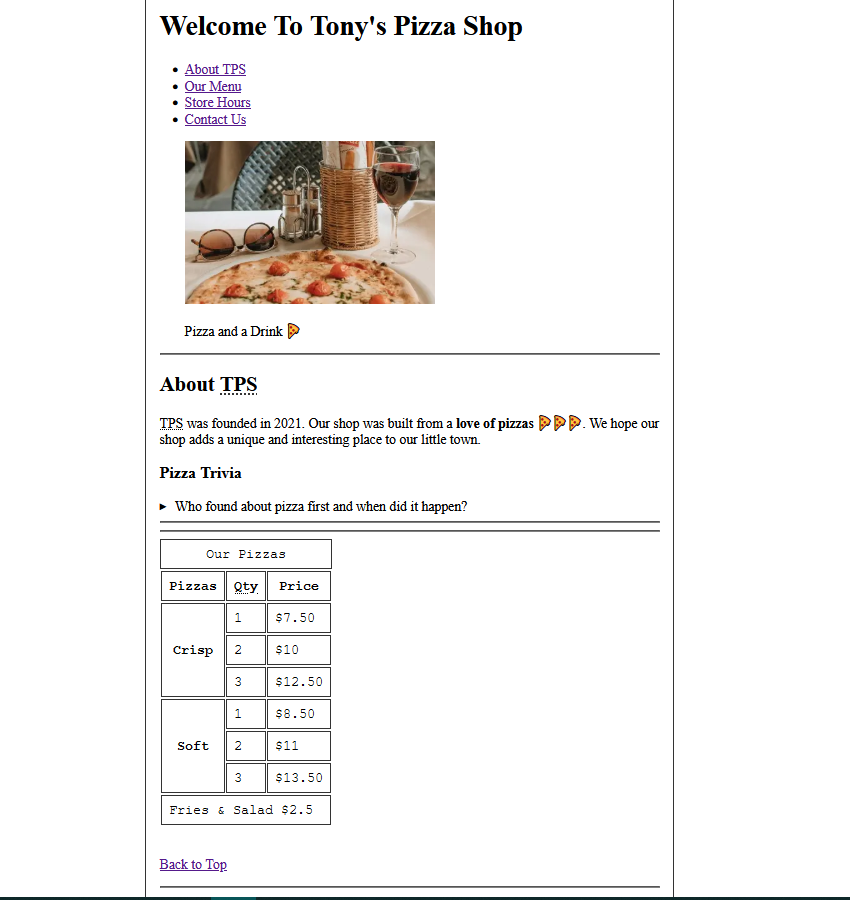 Welcome To Tony's Pizza Shop
About TPS
Our Menu
Store Hours
Contact Us
Pizza and a Drink 🍕
About TPS
TPS was founded in 2021. Our shop was built from a love of pizzas 🍕🍕🍕. We hope our
shop adds a unique and interesting place to our little town.
Pizza Trivia
Who found about pizza first and when did it happen?
Our Pizzas
Pizzas Qty Price
Crisp
1 $7.50
2 $10
3 $12.50
Soft
1 $8.50
2 $11
3 $13.50
Fries & Salad $2.5
Back to Top